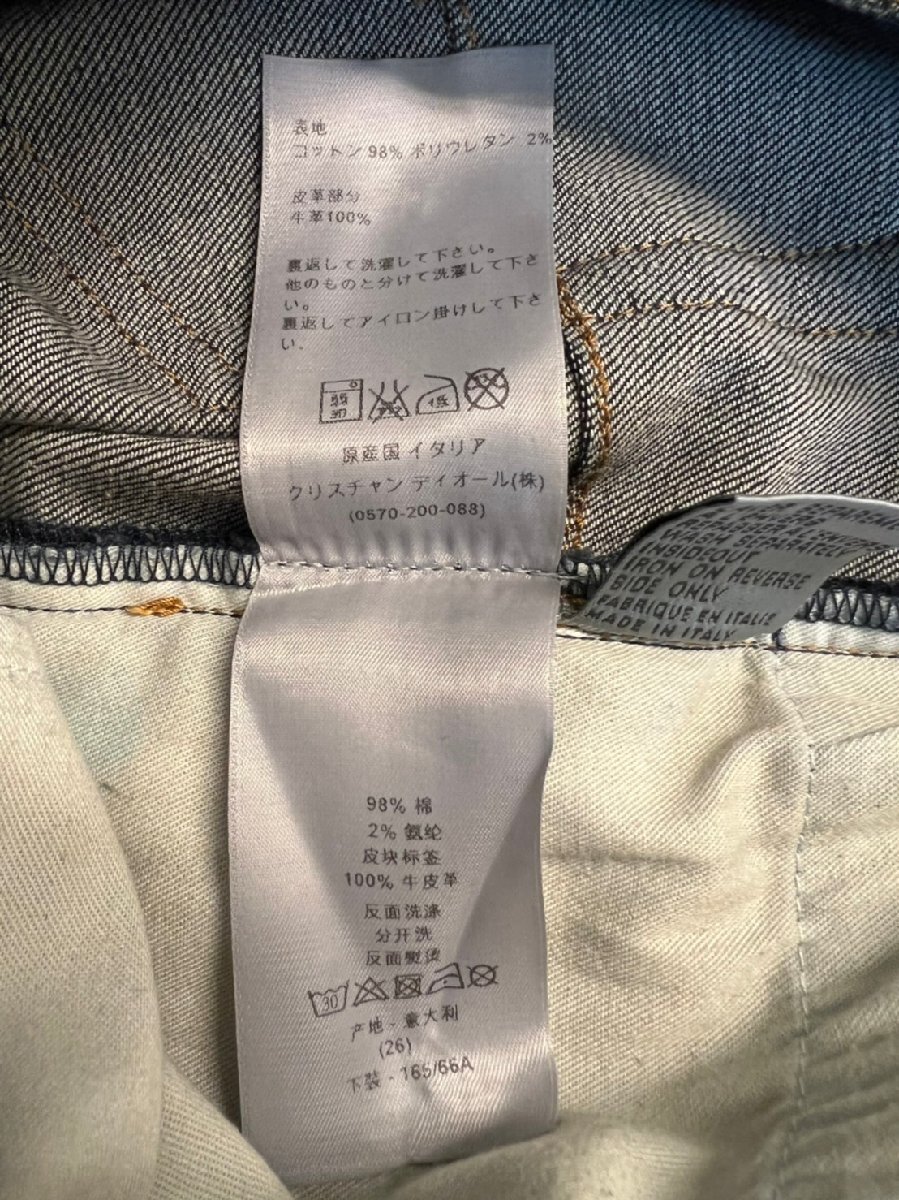 表地
コットン 98% ポリウレタン 2%
皮革部分
牛革100%
裏返して洗濯して下さい。
他のものと分けて洗濯して下さ
い。
裏返してアイロン掛けして下さ
い.
弱
30
低
原産国 イタリア
クリスチャン ディオール(株)
(0570-200-088)
WASH SEPARATELY
INSIDEOUT
IRON ON REVERSE
SIDE ONLY
FABRIQUE EN ITALIE
MADE IN ITALY
98% 棉
2% 氨纶
皮块标签
100% 牛皮革
反面洗涤
分开洗
反面熨烫
30
产地 - 意大利
(26)
下装 - 165/66A